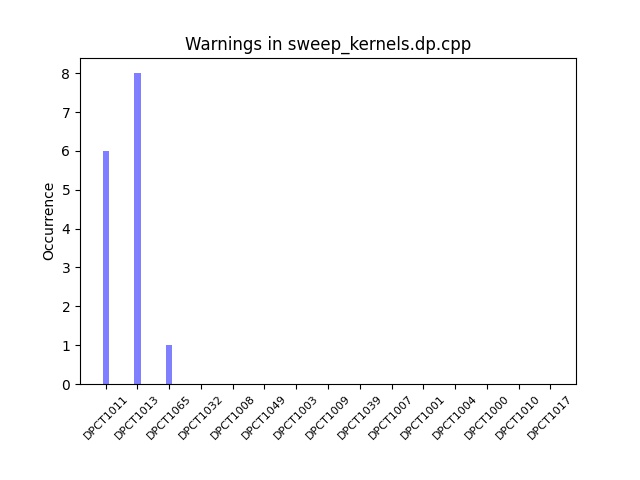 Warnings in sweep_kernels.dp.cpp
Occurrence
8
7
6
5
4
3
2
1
0
DPCT1011
DPCT1013
DPCT1065
DPCT1032
DPCT1008
DPCT1049
DPCT1003
DPCT1009
DPCT1039
DPCT1007
DPCT1001
DPCT1004
DPCT1000
DPCT1010
DPCT1017